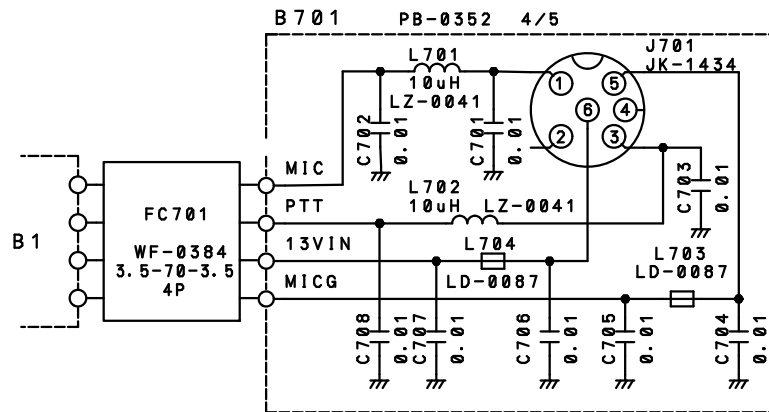 B701 PB-0352 4/5
L701
10uH
LZ-0041
J701
JK-1434
1
5
6
4
2
3
C702
0.01
C701
0.01
C703
0.01
B1
FC701
WF-0384
3.5-70-3.5
4P
MIC
PTT
13VIN
MICG
L702
10uH LZ-0041
L704
LD-0087
L703
LD-0087
C708
0.01
C707
0.01
C706
0.01
C705
0.01
C704
0.01